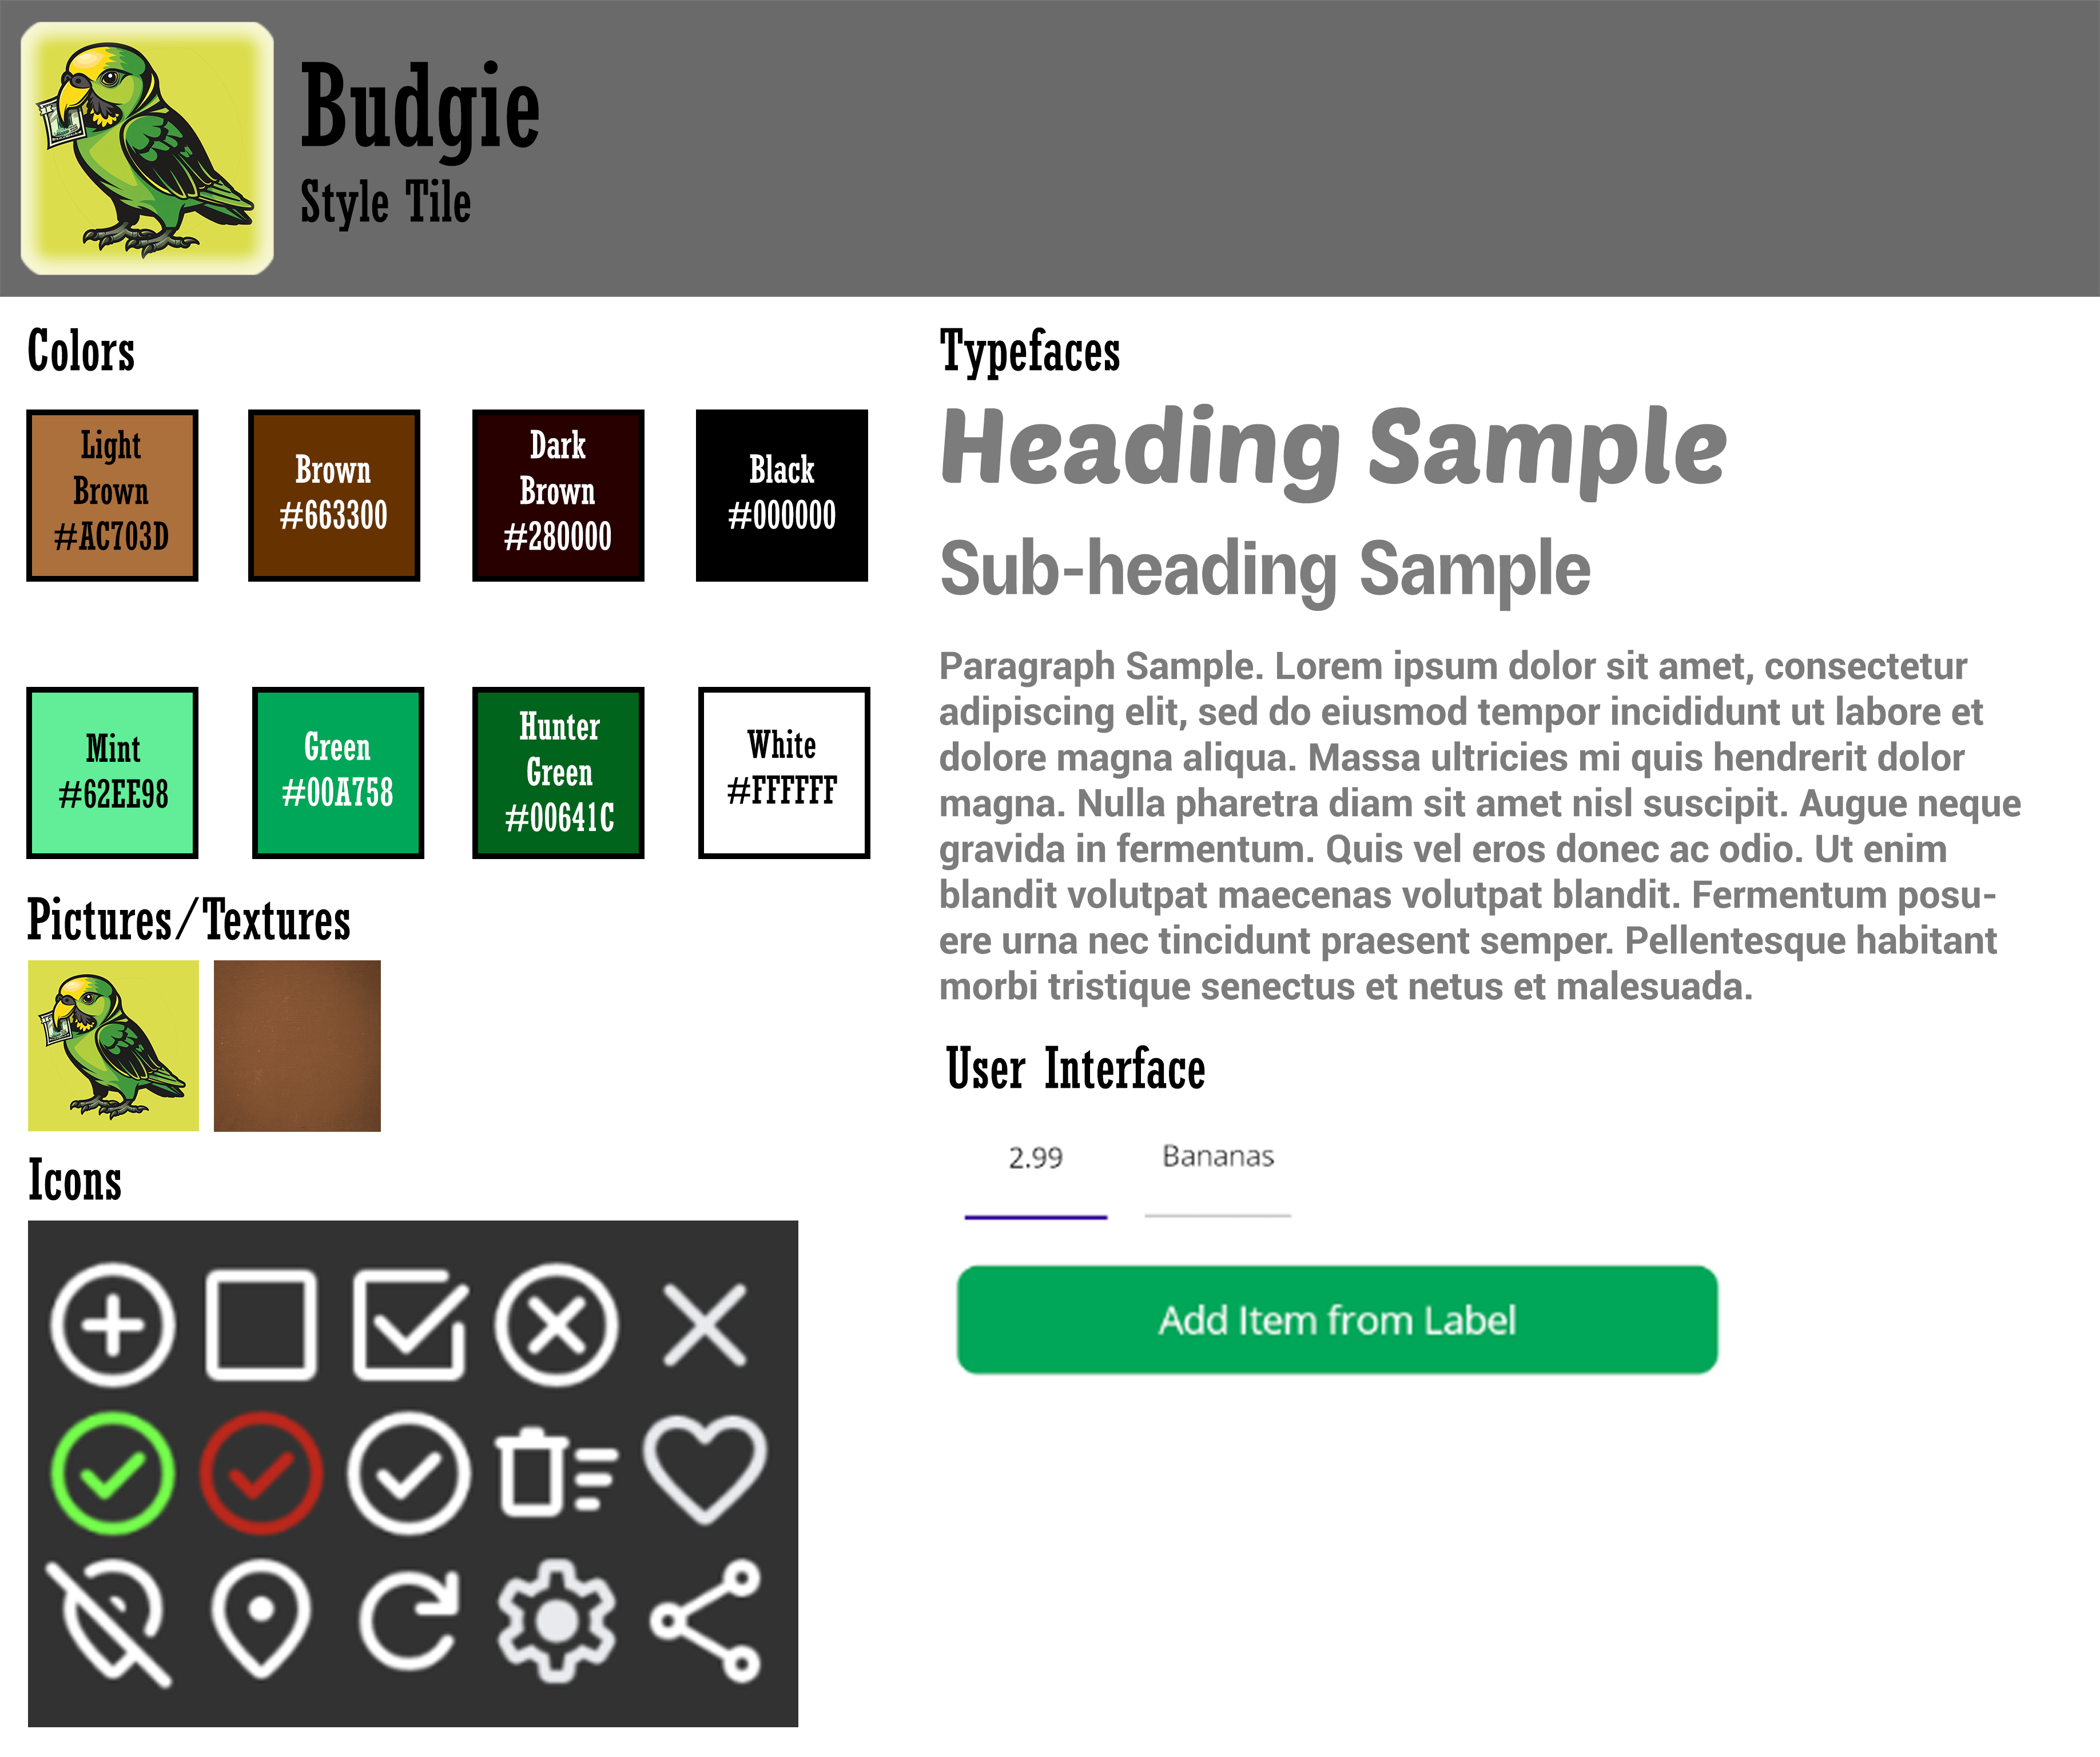 Budgie
Style Tile
Colors
Light
Brown
#AC703D
Brown
#663300
Dark
Brown
#280000
Black
#000000
Mint
#62EE98
Green
#00A758
Hunter
Green
#00641C
White
#FFFFFF
Pictures/Textures
Icons
Typefaces
Heading Sample
Sub-heading Sample
Paragraph Sample. Lorem ipsum dolor sit amet, consectetur
adipiscing elit, sed do eiusmod tempor incididunt ut labore et
dolore magna aliqua. Massa ultricies mi quis hendrerit dolor
magna. Nulla pharetra diam sit amet nisl suscipit. Augue neque
gravida in fermentum. Quis vel eros donec ac odio. Ut enim
blandit volutpat maecenas volutpat blandit. Fermentum posu-
ere urna nec tincidunt praesent semper. Pellentesque habitant
morbi tristique senectus et netus et malesuada.
User Interface
2.99
Bananas
Add Item from Label